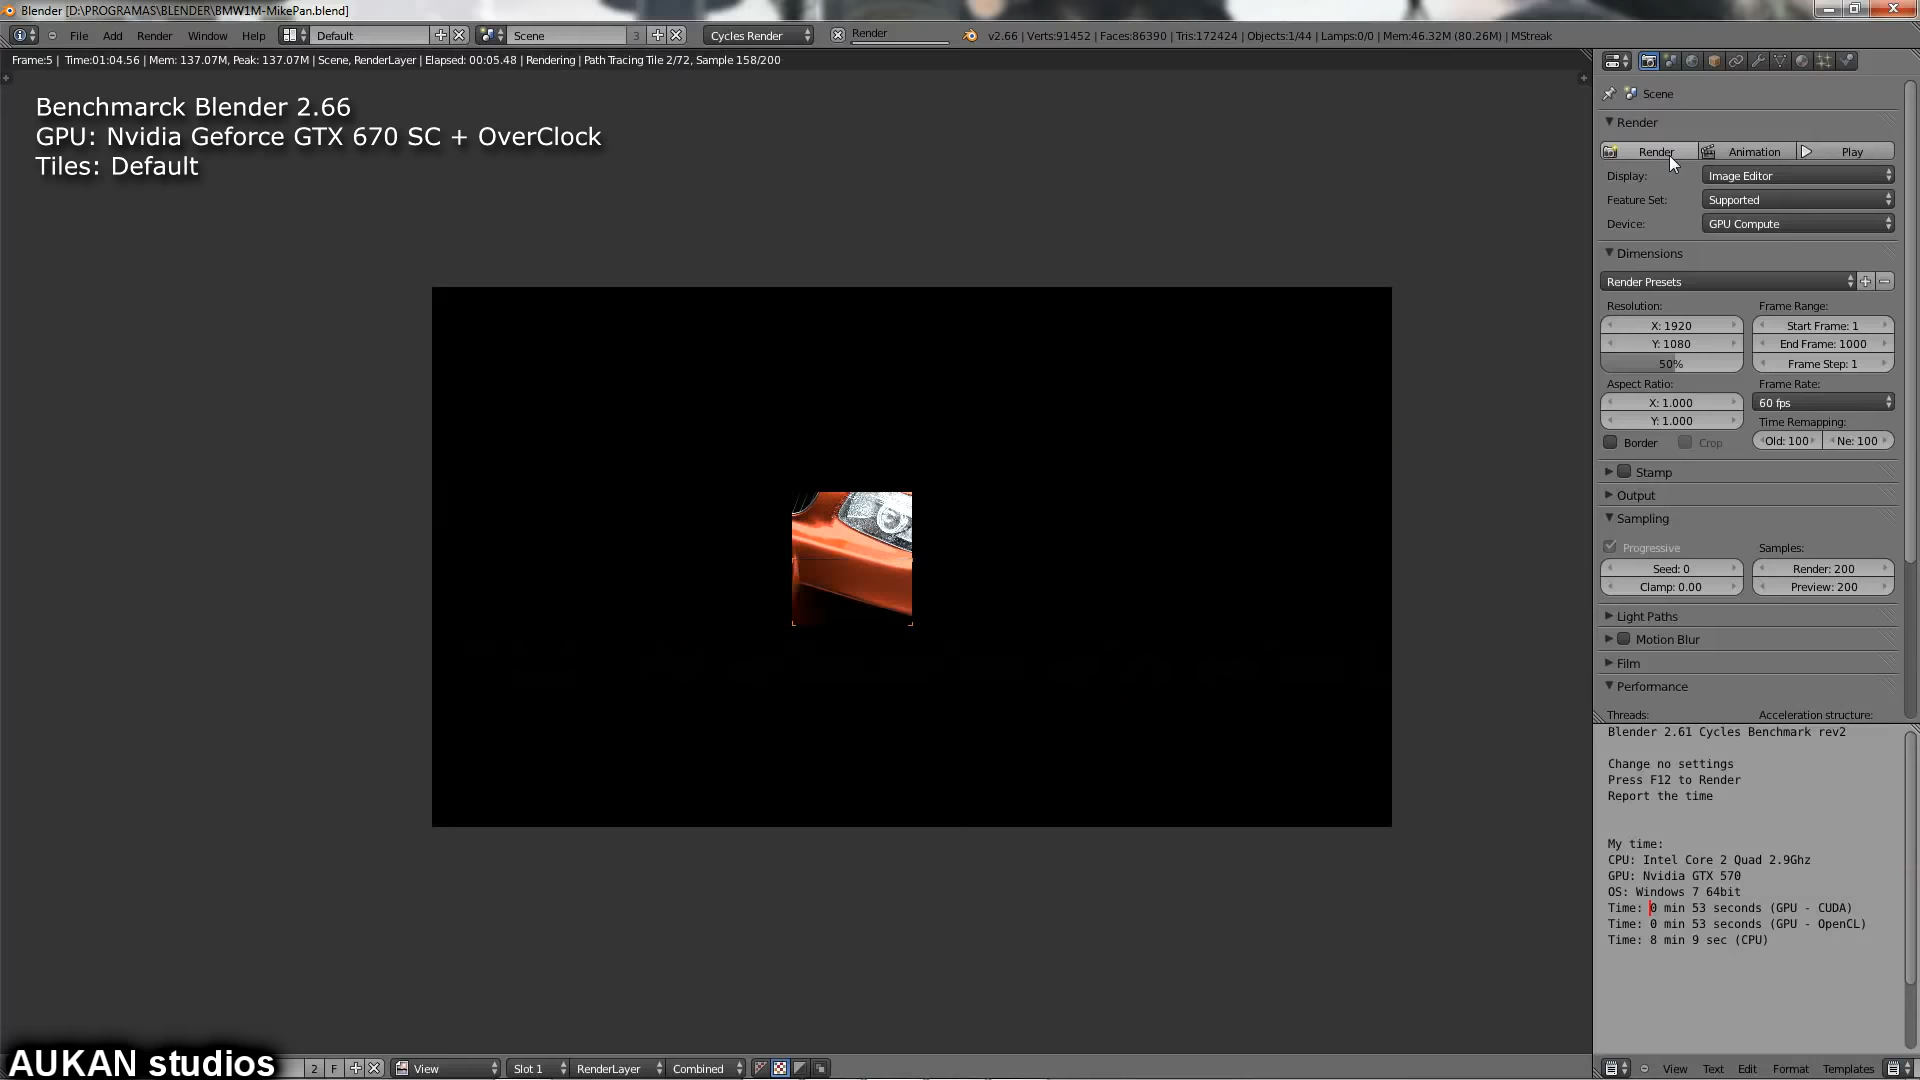 Blender [D:\PROGRAMAS\BLENDER\BMW1M-MikePan.blend]
File Add Render Window Help Default Scene 3 Cycles Render Render v2.66 | Verts:91452 | Faces:86390 | Tris:172424 | Objects:1/44 | Lamps:0/0 | Mem:46.32M (80.26M) | MStreak
Frame:5 | Time:01:04.56 | Mem: 137.07M, Peak: 137.07M | Scene, RenderLayer | Elapsed: 00:05.48 | Rendering | Path Tracing Tile 2/72, Sample 158/200
Benchmarck Blender 2.66
GPU: Nvidia Geforce GTX 670 SC + OverClock
Tiles: Default
Scene
Render
Render Animation Play
Display: Image Editor
Feature Set: Supported
Device: GPU Compute
Dimensions
Render Presets
Resolution: Frame Range:
X: 1920 Start Frame: 1
Y: 1080 End Frame: 1000
50% Frame Step: 1
Aspect Ratio: Frame Rate:
X: 1.000 60 fps
Y: 1.000 Time Remapping:
Border Crop Old: 100 Ne: 100
Stamp
Output
Sampling
Progressive Samples:
Seed: 0 Render: 200
Clamp: 0.00 Preview: 200
Light Paths
Motion Blur
Film
Performance
Threads: Acceleration structure:
Blender 2.61 Cycles Benchmark rev2
Change no settings
Press F12 to Render
Report the time
My time:
CPU: Intel Core 2 Quad 2.9Ghz
GPU: Nvidia GTX 570
OS: Windows 7 64bit
Time: 0 min 53 seconds (GPU - CUDA)
Time: 0 min 53 seconds (GPU - OpenCL)
Time: 8 min 9 sec (CPU)
AUKAN studios
2 F View Slot 1 RenderLayer Combined
View Text Edit Format Templates